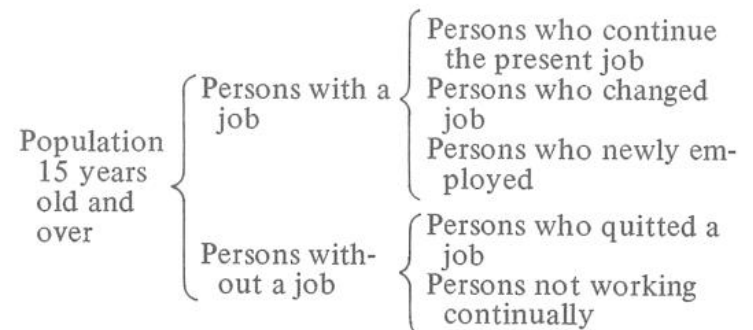 Population
15 years
old and
over
Persons with a
job
Persons who continue
the present job
Persons who changed
job
Persons who newly em-
ployed
Persons with-
out a job
Persons who quitted a
job
Persons not working
continually